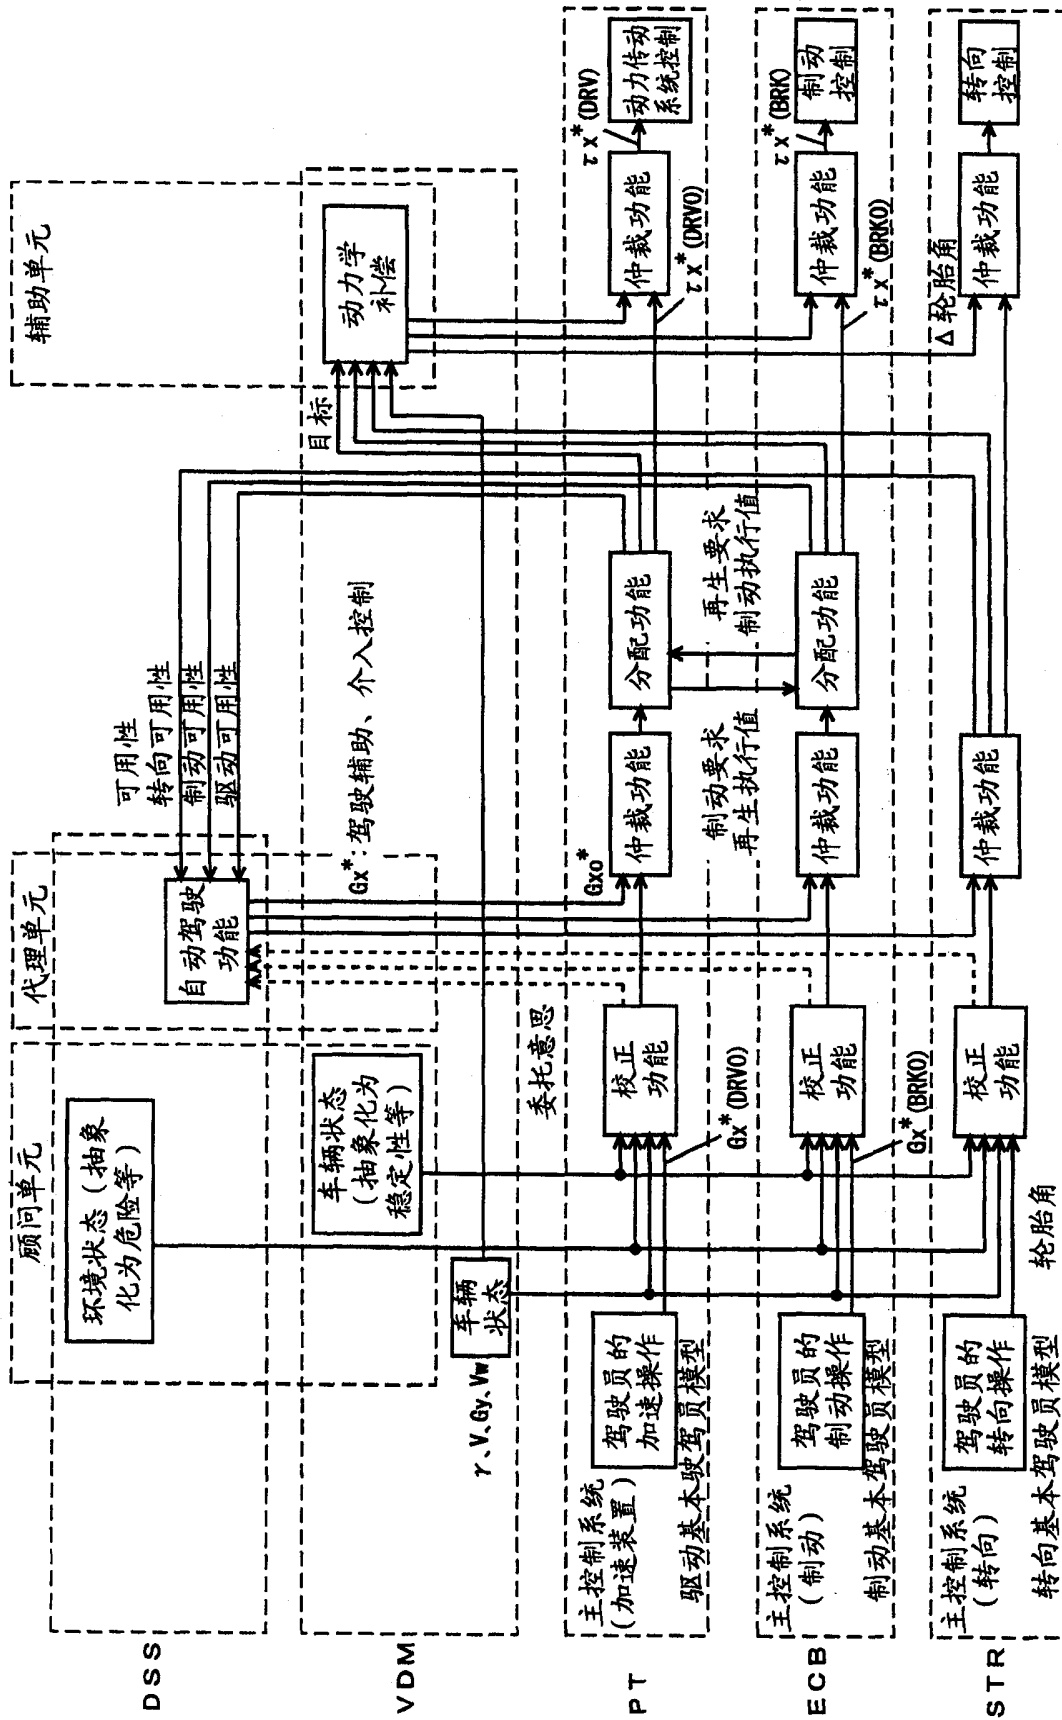 DSS
VDM
PT
ECB
STR
顾问单元
代理单元
辅助单元
环境状态（抽象
化为危险等）
自动驾驶
功能
可用性
转向可用性
制动可用性
驱动可用性
车辆状态
（抽象化为
稳定性等）
车辆
状态
γ、V、Gy、Vw
Gx*：驾驶辅助、介入控制
目标
动力学
补偿
委托意思
主控制系统
（加速装置）
驾驶员的
加速操作
驱动基本驶驾员模型
校正
功能
Gx*(DRVO)
Gxo*
仲裁功能
分配功能
仲裁功能
τx*(DRVO)
τx*(DRV)
动力传动
系统控制
制动要求
再生执行值
再生要求
制动执行值
主控制系统
（制动）
驾驶员的
制动操作
制动基本驾驶员模型
校正
功能
Gx*(BRKO)
仲裁功能
分配功能
仲裁功能
τx*(BRKO)
τx*(BRK)
制动
控制
主控制系统
（转向）
驾驶员的
转向操作
转向基本驾驶员模型
轮胎角
校正
功能
仲裁功能
Δ轮胎角
仲裁功能
转向
控制